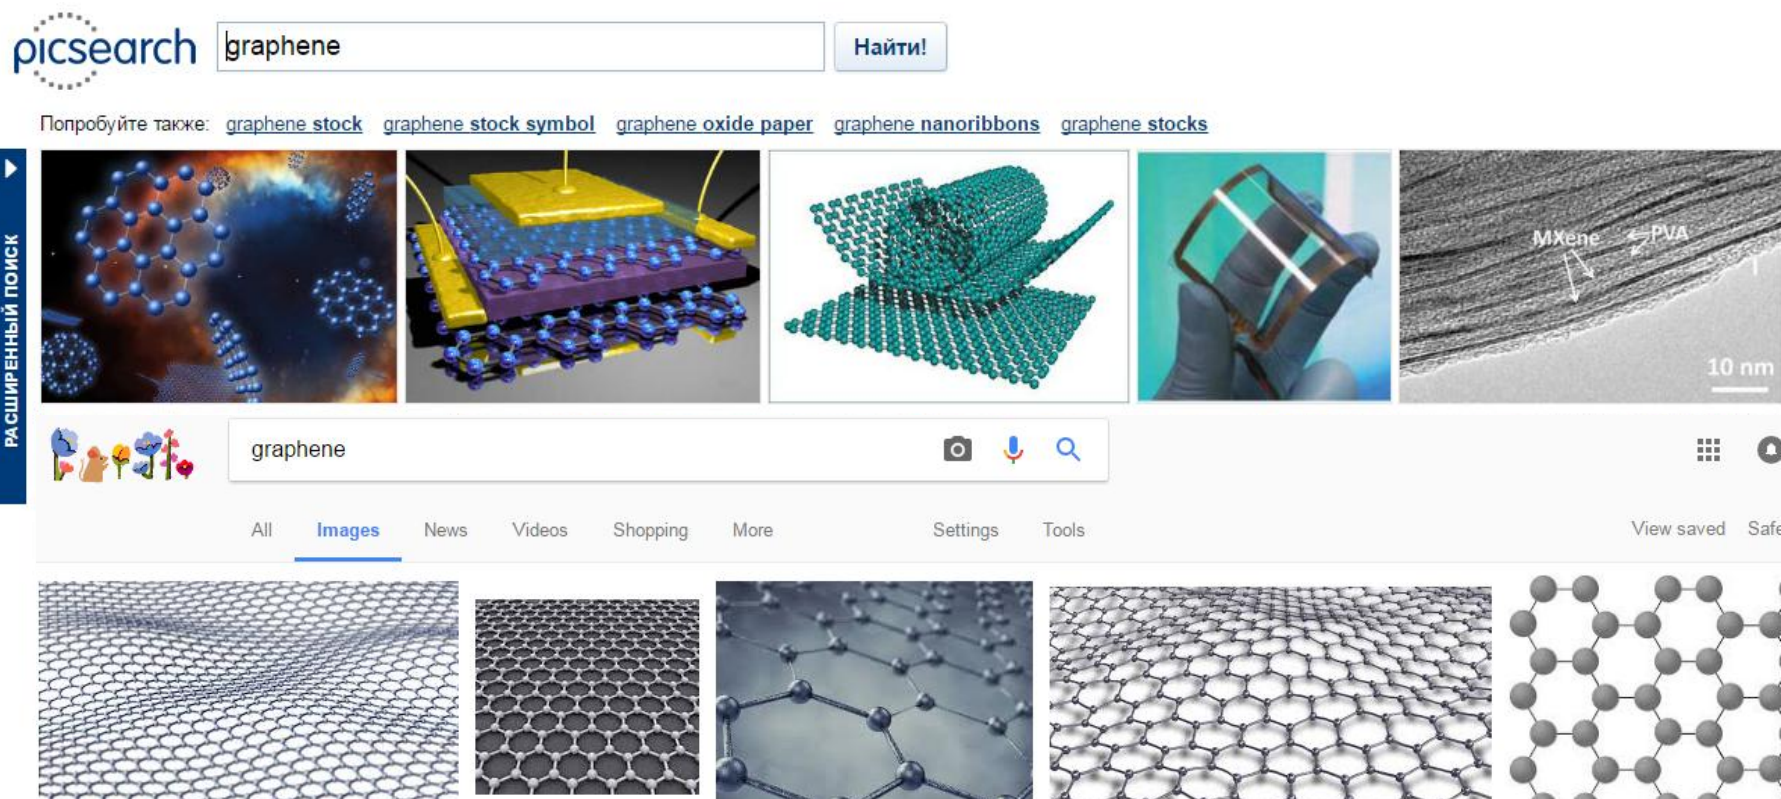 picsearch graphene Найти!
Попробуйте также: graphene stock graphene stock symbol graphene oxide paper graphene nanoribbons graphene stocks
РАСШИРЕННЫЙ ПОИСК
MXene PVA
10 nm
graphene
All Images News Videos Shopping More Settings Tools View saved Safe